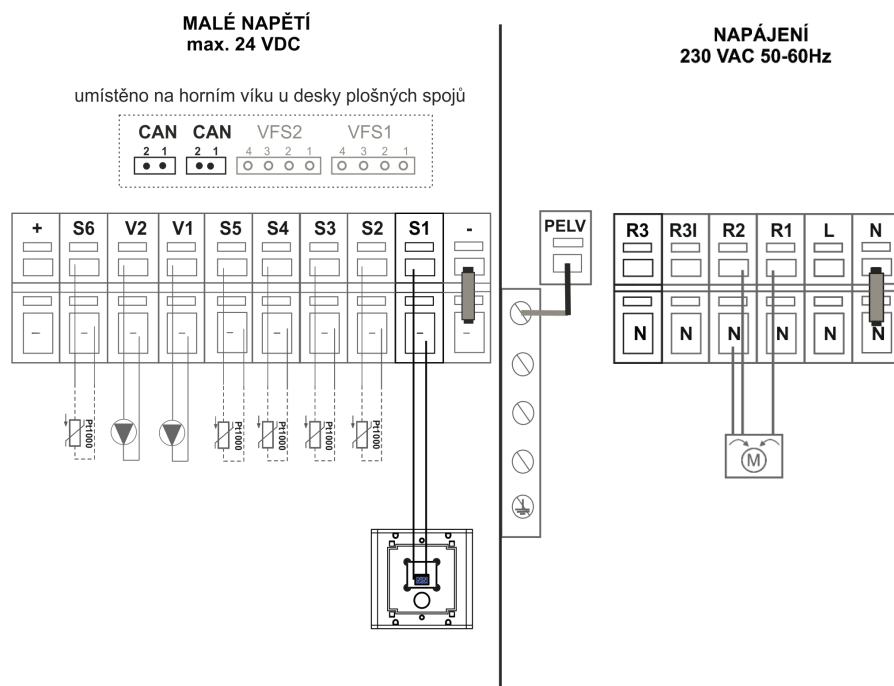 MALÉ NAPĚTÍ
max. 24 VDC
NAPÁJENÍ
230 VAC 50-60Hz
umístěno na horním víku u desky plošných spojů
CAN CAN VFS2 VFS1
2 1 2 1 4 3 2 1 4 3 2 1
+ S6 V2 V1 S5 S4 S3 S2 S1 -
PELV
R3 R3I R2 R1 L N
- - - - - - - - - -
N N N N N N
Pt1000 Pt1000 Pt1000 Pt1000 Pt1000
M